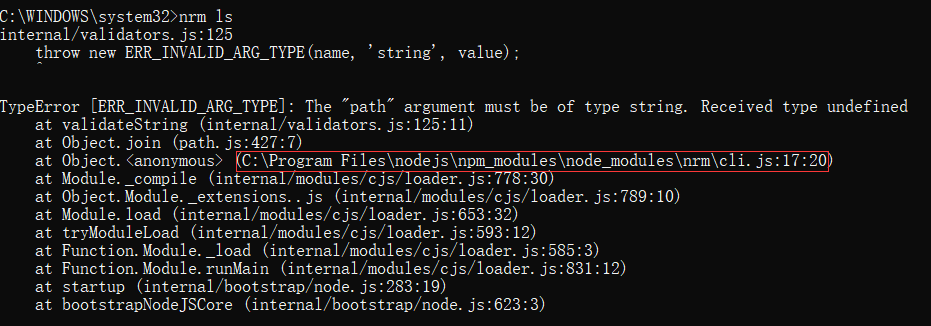 C:\WINDOWS\system32>nrm ls
internal/validators.js:125
    throw new ERR_INVALID_ARG_TYPE(name, 'string', value);
    ^
TypeError [ERR_INVALID_ARG_TYPE]: The "path" argument must be of type string. Received type undefined
    at validateString (internal/validators.js:125:11)
    at Object.join (path.js:427:7)
    at Object.<anonymous> (C:\Program Files\nodejs\npm_modules\node_modules\nrm\cli.js:17:20)
    at Module._compile (internal/modules/cjs/loader.js:778:30)
    at Object.Module._extensions..js (internal/modules/cjs/loader.js:789:10)
    at Module.load (internal/modules/cjs/loader.js:653:32)
    at tryModuleLoad (internal/modules/cjs/loader.js:593:12)
    at Function.Module._load (internal/modules/cjs/loader.js:585:3)
    at Function.Module.runMain (internal/modules/cjs/loader.js:831:12)
    at startup (internal/bootstrap/node.js:283:19)
    at bootstrapNodeJSCore (internal/bootstrap/node.js:623:3)